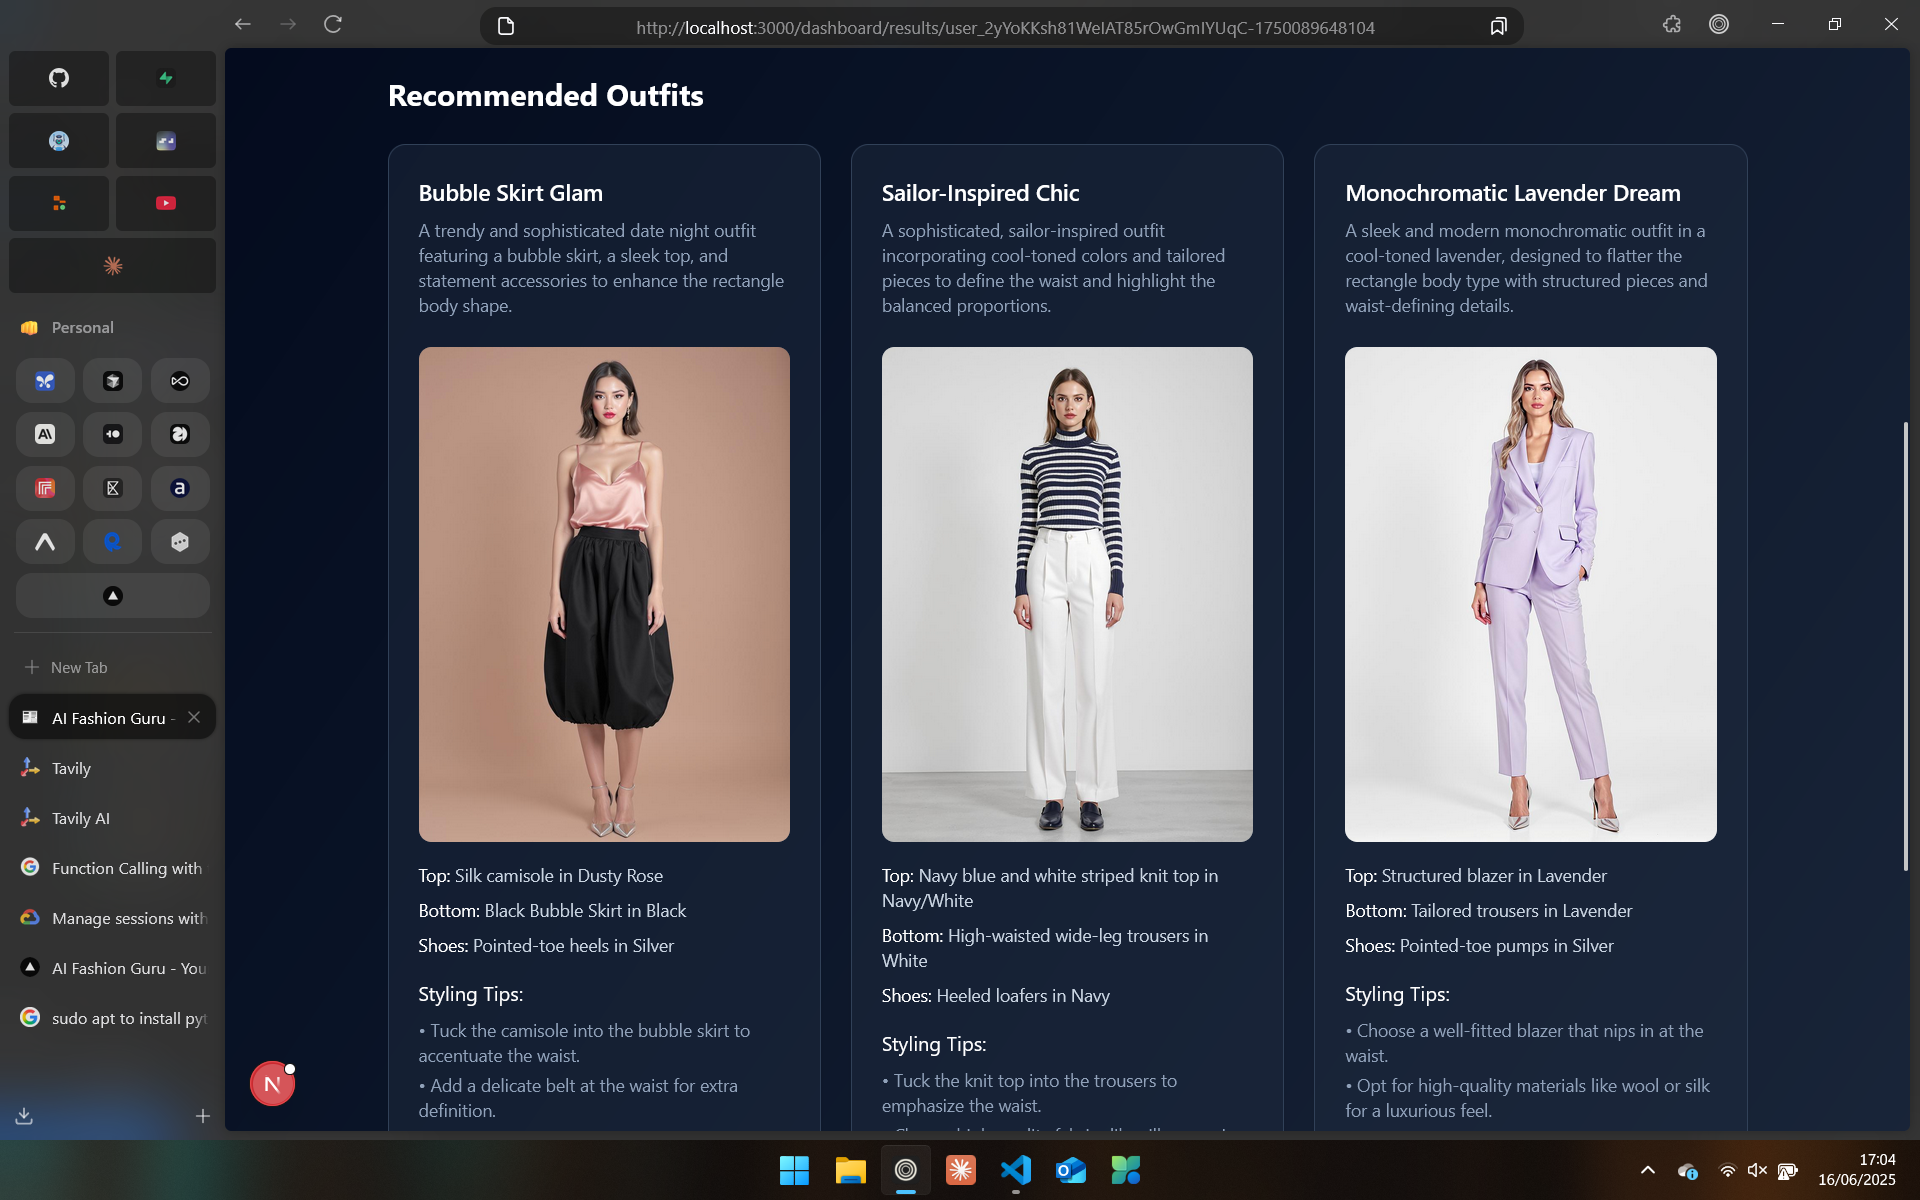 http://localhost:3000/dashboard/results/user_2yYoKKsh81WeIAT85rOwGmIYUqC-1750089648104
Personal
New Tab
AI Fashion Guru -
Tavily
Tavily AI
Function Calling with
Manage sessions with
AI Fashion Guru - You
sudo apt to install pyt
Recommended Outfits
Bubble Skirt Glam
A trendy and sophisticated date night outfit
featuring a bubble skirt, a sleek top, and
statement accessories to enhance the rectangle
body shape.
Top: Silk camisole in Dusty Rose
Bottom: Black Bubble Skirt in Black
Shoes: Pointed-toe heels in Silver
Styling Tips:
• Tuck the camisole into the bubble skirt to
accentuate the waist.
• Add a delicate belt at the waist for extra
definition.
Sailor-Inspired Chic
A sophisticated, sailor-inspired outfit
incorporating cool-toned colors and tailored
pieces to define the waist and highlight the
balanced proportions.
Top: Navy blue and white striped knit top in
Navy/White
Bottom: High-waisted wide-leg trousers in
White
Shoes: Heeled loafers in Navy
Styling Tips:
• Tuck the knit top into the trousers to
emphasize the waist.
Monochromatic Lavender Dream
A sleek and modern monochromatic outfit in a
cool-toned lavender, designed to flatter the
rectangle body type with structured pieces and
waist-defining details.
Top: Structured blazer in Lavender
Bottom: Tailored trousers in Lavender
Shoes: Pointed-toe pumps in Silver
Styling Tips:
• Choose a well-fitted blazer that nips in at the
waist.
• Opt for high-quality materials like wool or silk
for a luxurious feel.
N
17:04
16/06/2025